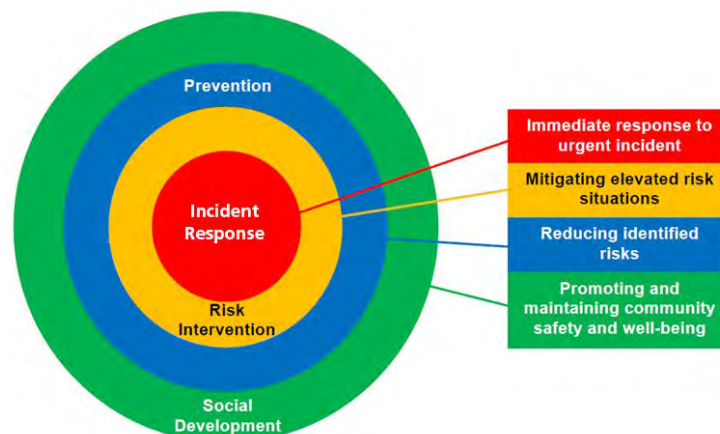 Prevention
Incident
Response
Risk
Intervention
Social
Development
Immediate response to
urgent incident
Mitigating elevated risk
situations
Reducing identified
risks
Promoting and
maintaining community
safety and well-being